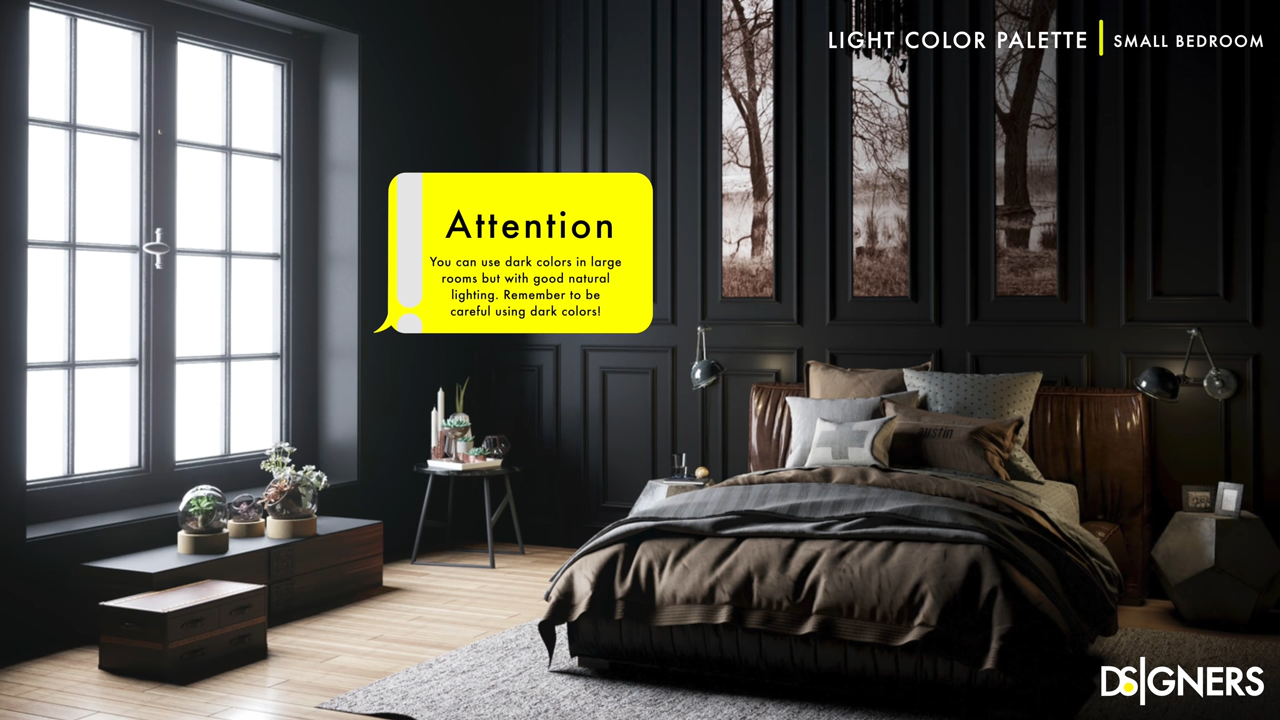 LIGHT COLOR PALETTE | SMALL BEDROOM
Attention
You can use dark colors in large
rooms but with good natural
lighting. Remember to be
careful using dark colors!
austin
DSIGNERS